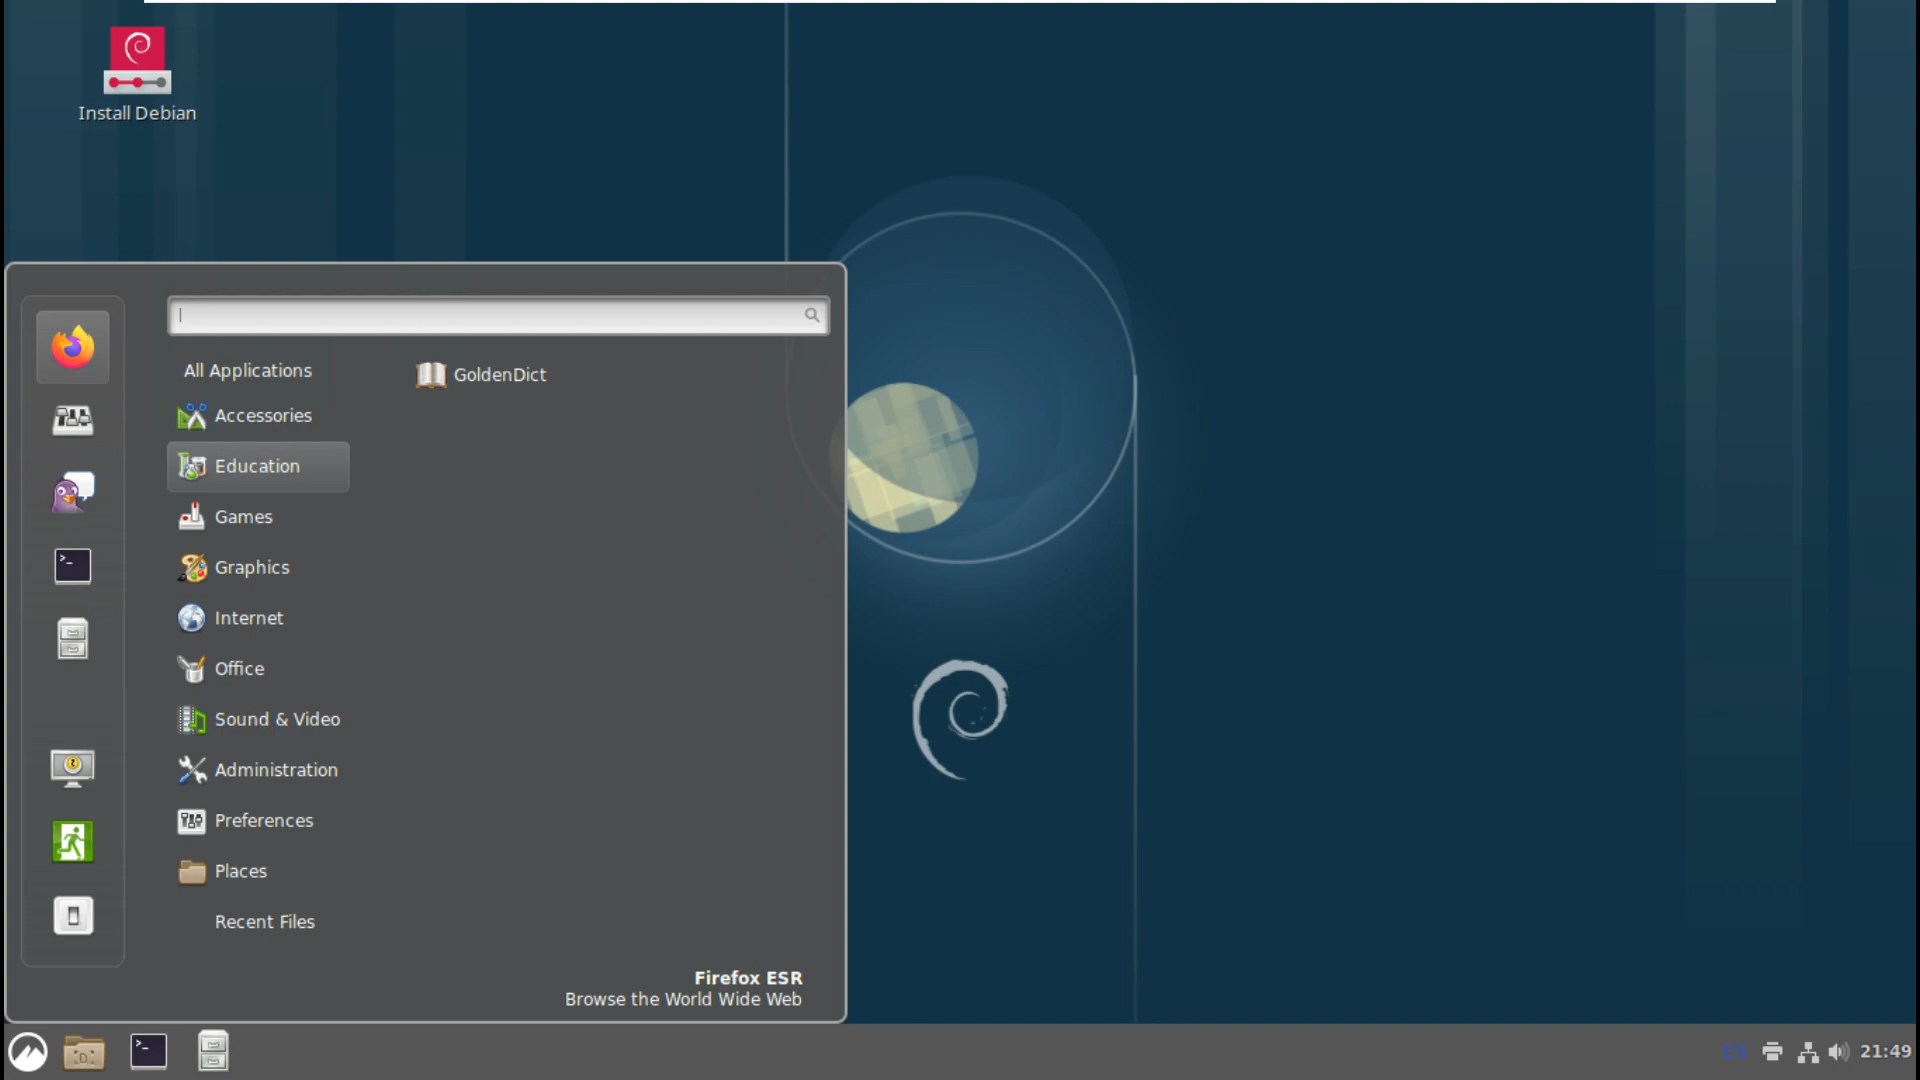 Install Debian
All Applications
GoldenDict
Accessories
Education
Games
Graphics
Internet
Office
Sound & Video
Administration
Preferences
Places
Recent Files
Firefox ESR
Browse the World Wide Web
EN
21:49